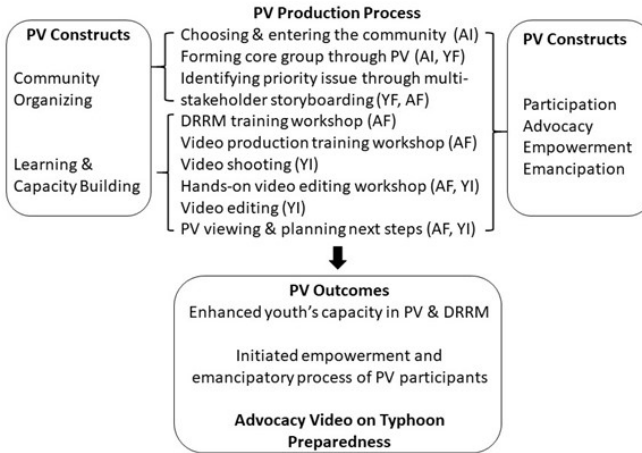 PV Production Process
PV Constructs
Community
Organizing
Learning &
Capacity Building
Choosing & entering the community (AI)
Forming core group through PV (AI, YF)
Identifying priority issue through multi-
stakeholder storyboarding (YF, AF)
DRRM training workshop (AF)
Video production training workshop (AF)
Video shooting (YI)
Hands-on video editing workshop (AF, YI)
Video editing (YI)
PV viewing & planning next steps (AF, YI)
PV Constructs
Participation
Advocacy
Empowerment
Emancipation
PV Outcomes
Enhanced youth's capacity in PV & DRRM
Initiated empowerment and
emancipatory process of PV participants
Advocacy Video on Typhoon
Preparedness